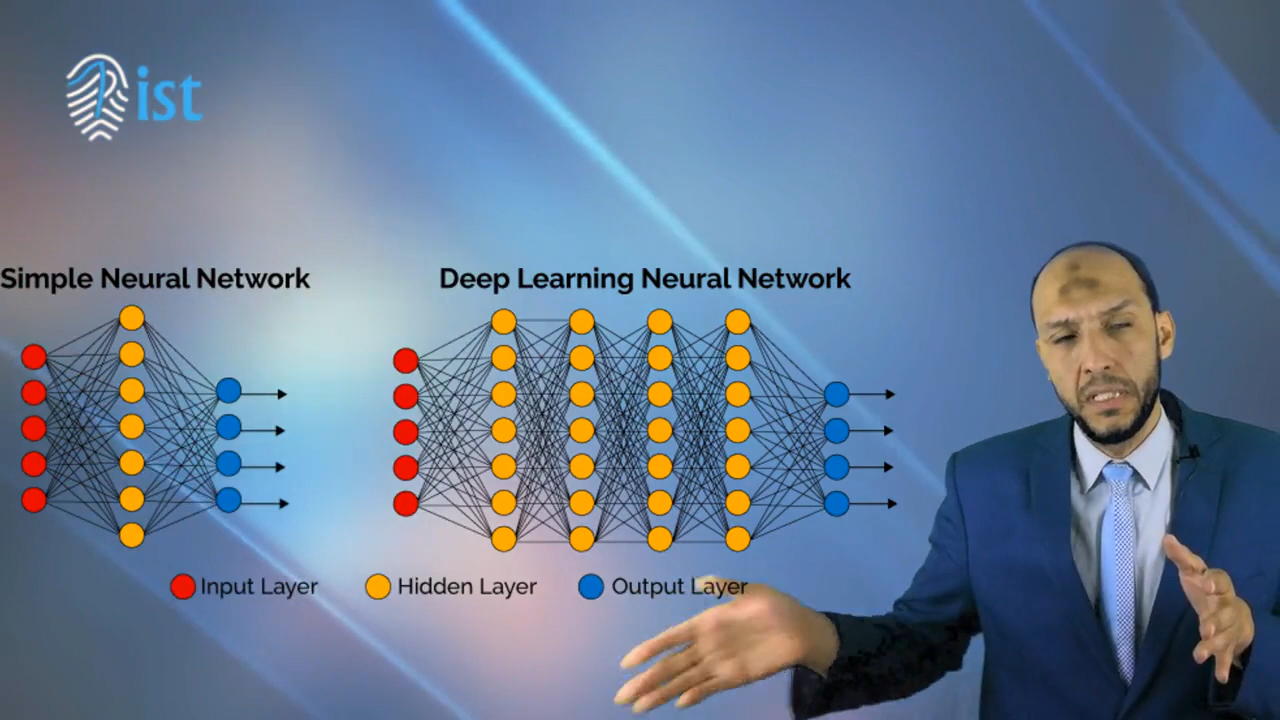 ist
Simple Neural Network
Deep Learning Neural Network
Input Layer
Hidden Layer
Output Layer